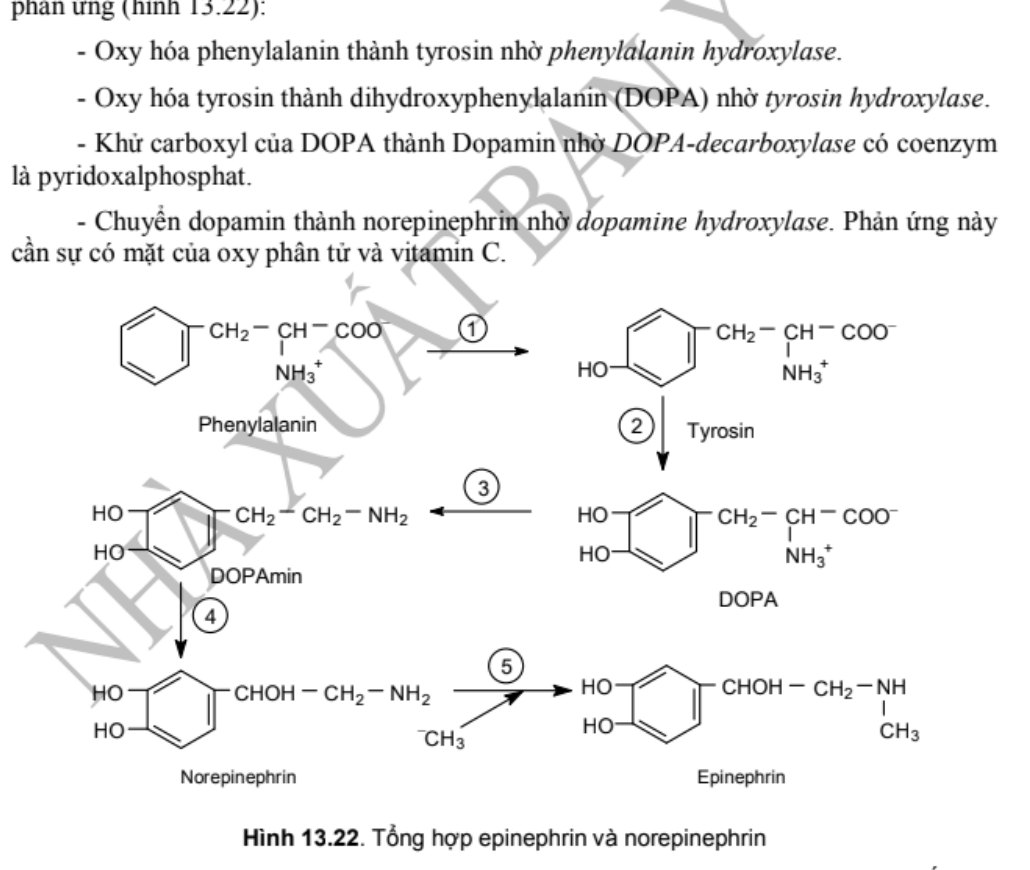 phản ứng (hình 13.22):
- Oxy hóa phenylalanin thành tyrosin nhờ phenylalanin hydroxylase.
- Oxy hóa tyrosin thành dihydroxyphenylalanin (DOPA) nhờ tyrosin hydroxylase.
- Khử carboxyl của DOPA thành Dopamin nhờ DOPA-decarboxylase có coenzym
là pyridoxalphosphat.
- Chuyển dopamin thành norepinephrin nhờ dopamine hydroxylase. Phản ứng này
cần sự có mặt của oxy phân tử và vitamin C.
NHÀ XUẤT BẢN Y
CH₂ — CH — COO⁻
NH₃⁺
Phenylalanin
1
HO CH₂ — CH — COO⁻
NH₃⁺
Tyrosin
2
HO CH₂ — CH — COO⁻
HO NH₃⁺
DOPA
3
HO CH₂ — CH₂ — NH₂
HO
DOPAmin
4
HO CHOH — CH₂ — NH₂
HO
Norepinephrin
5
⁻CH₃
HO CHOH — CH₂ — NH
HO CH₃
Epinephrin
Hình 13.22. Tổng hợp epinephrin và norepinephrin